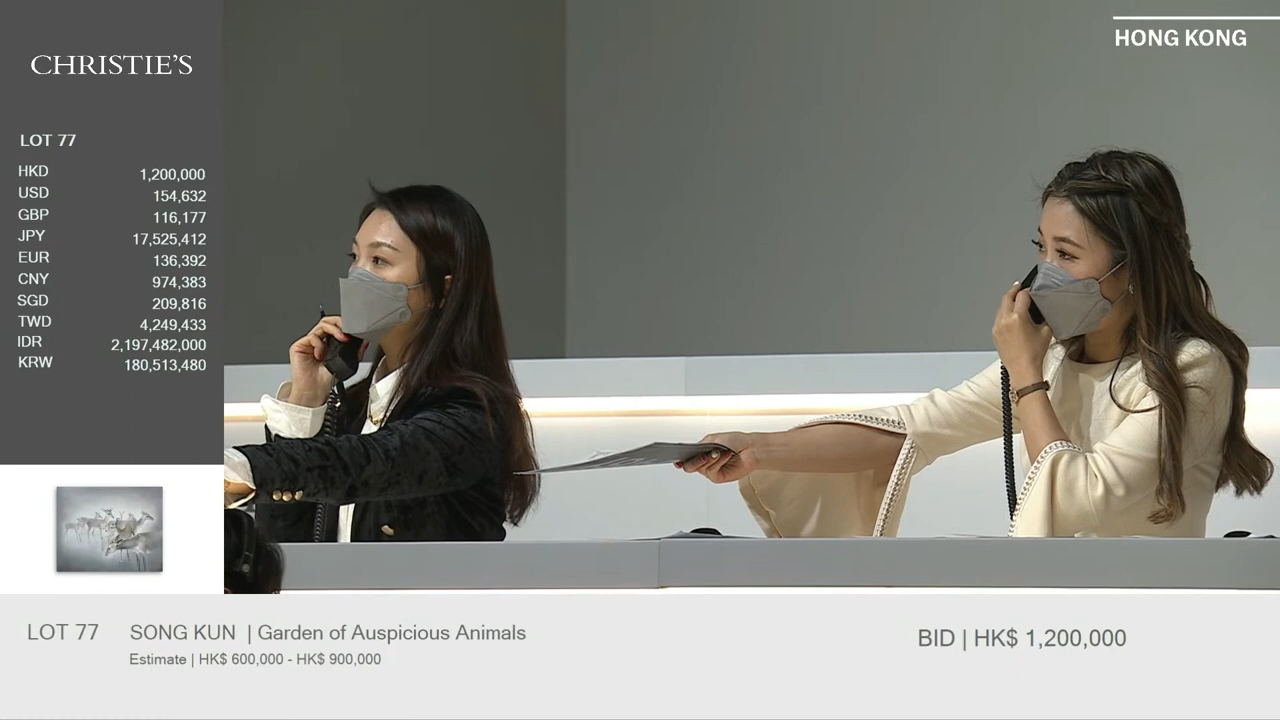 CHRISTIE'S
LOT 77
HKD 1,200,000
USD 154,632
GBP 116,177
JPY 17,525,412
EUR 136,392
CNY 974,383
SGD 209,816
TWD 4,249,433
IDR 2,197,482,000
KRW 180,513,480
HONG KONG
LOT 77 SONG KUN | Garden of Auspicious Animals
Estimate | HK$ 600,000 - HK$ 900,000
BID | HK$ 1,200,000